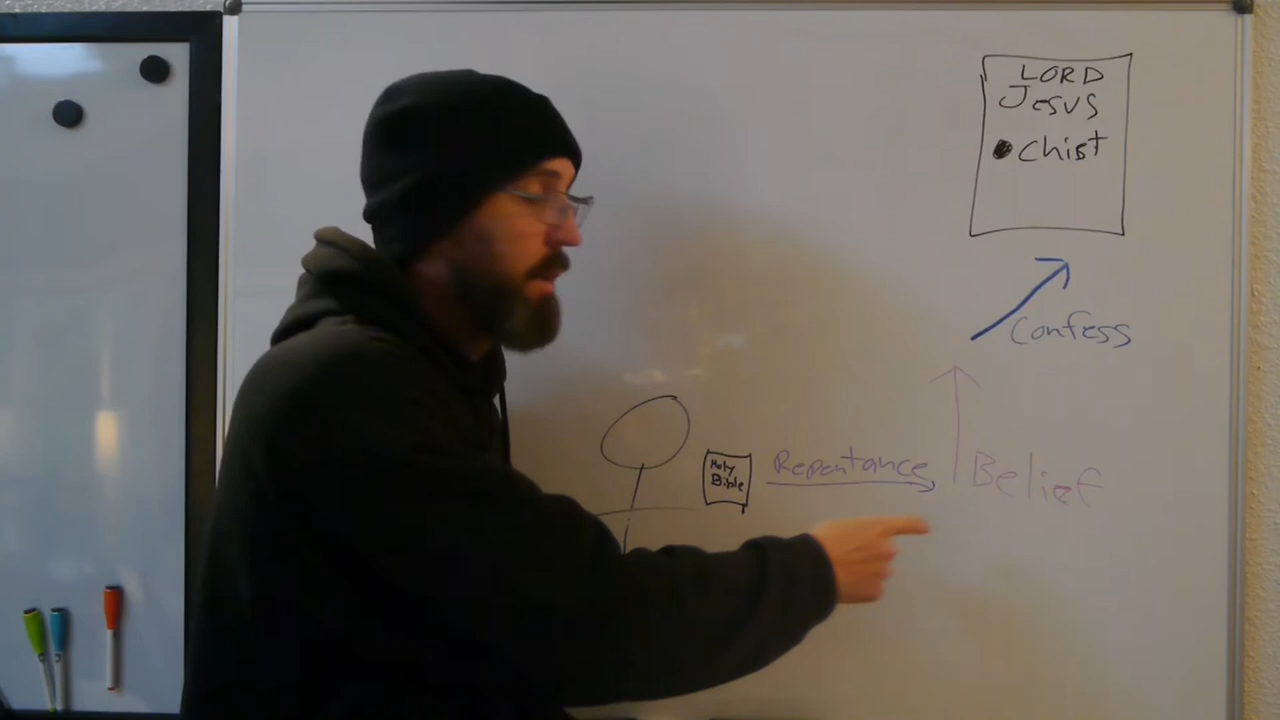 LORD
Jesus
• Chist
Confess
Holy
Bible
Repentance
Belief